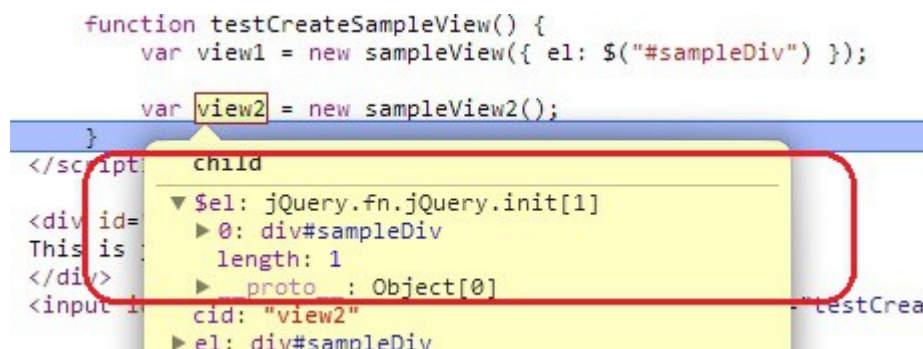 function testCreateSampleView() {
var view1 = new sampleView({ el: $("#sampleDiv") });
var view2 = new sampleView2();
}
</script
child
▼ $el: jQuery.fn.jQuery.init[1]
<div id="
▶ 0: div#sampleDiv
This is
length: 1
</div>
▶ __proto__: Object[0]
<input
cid: "view2"
"testCrea
▶ el: div#sampleDiv